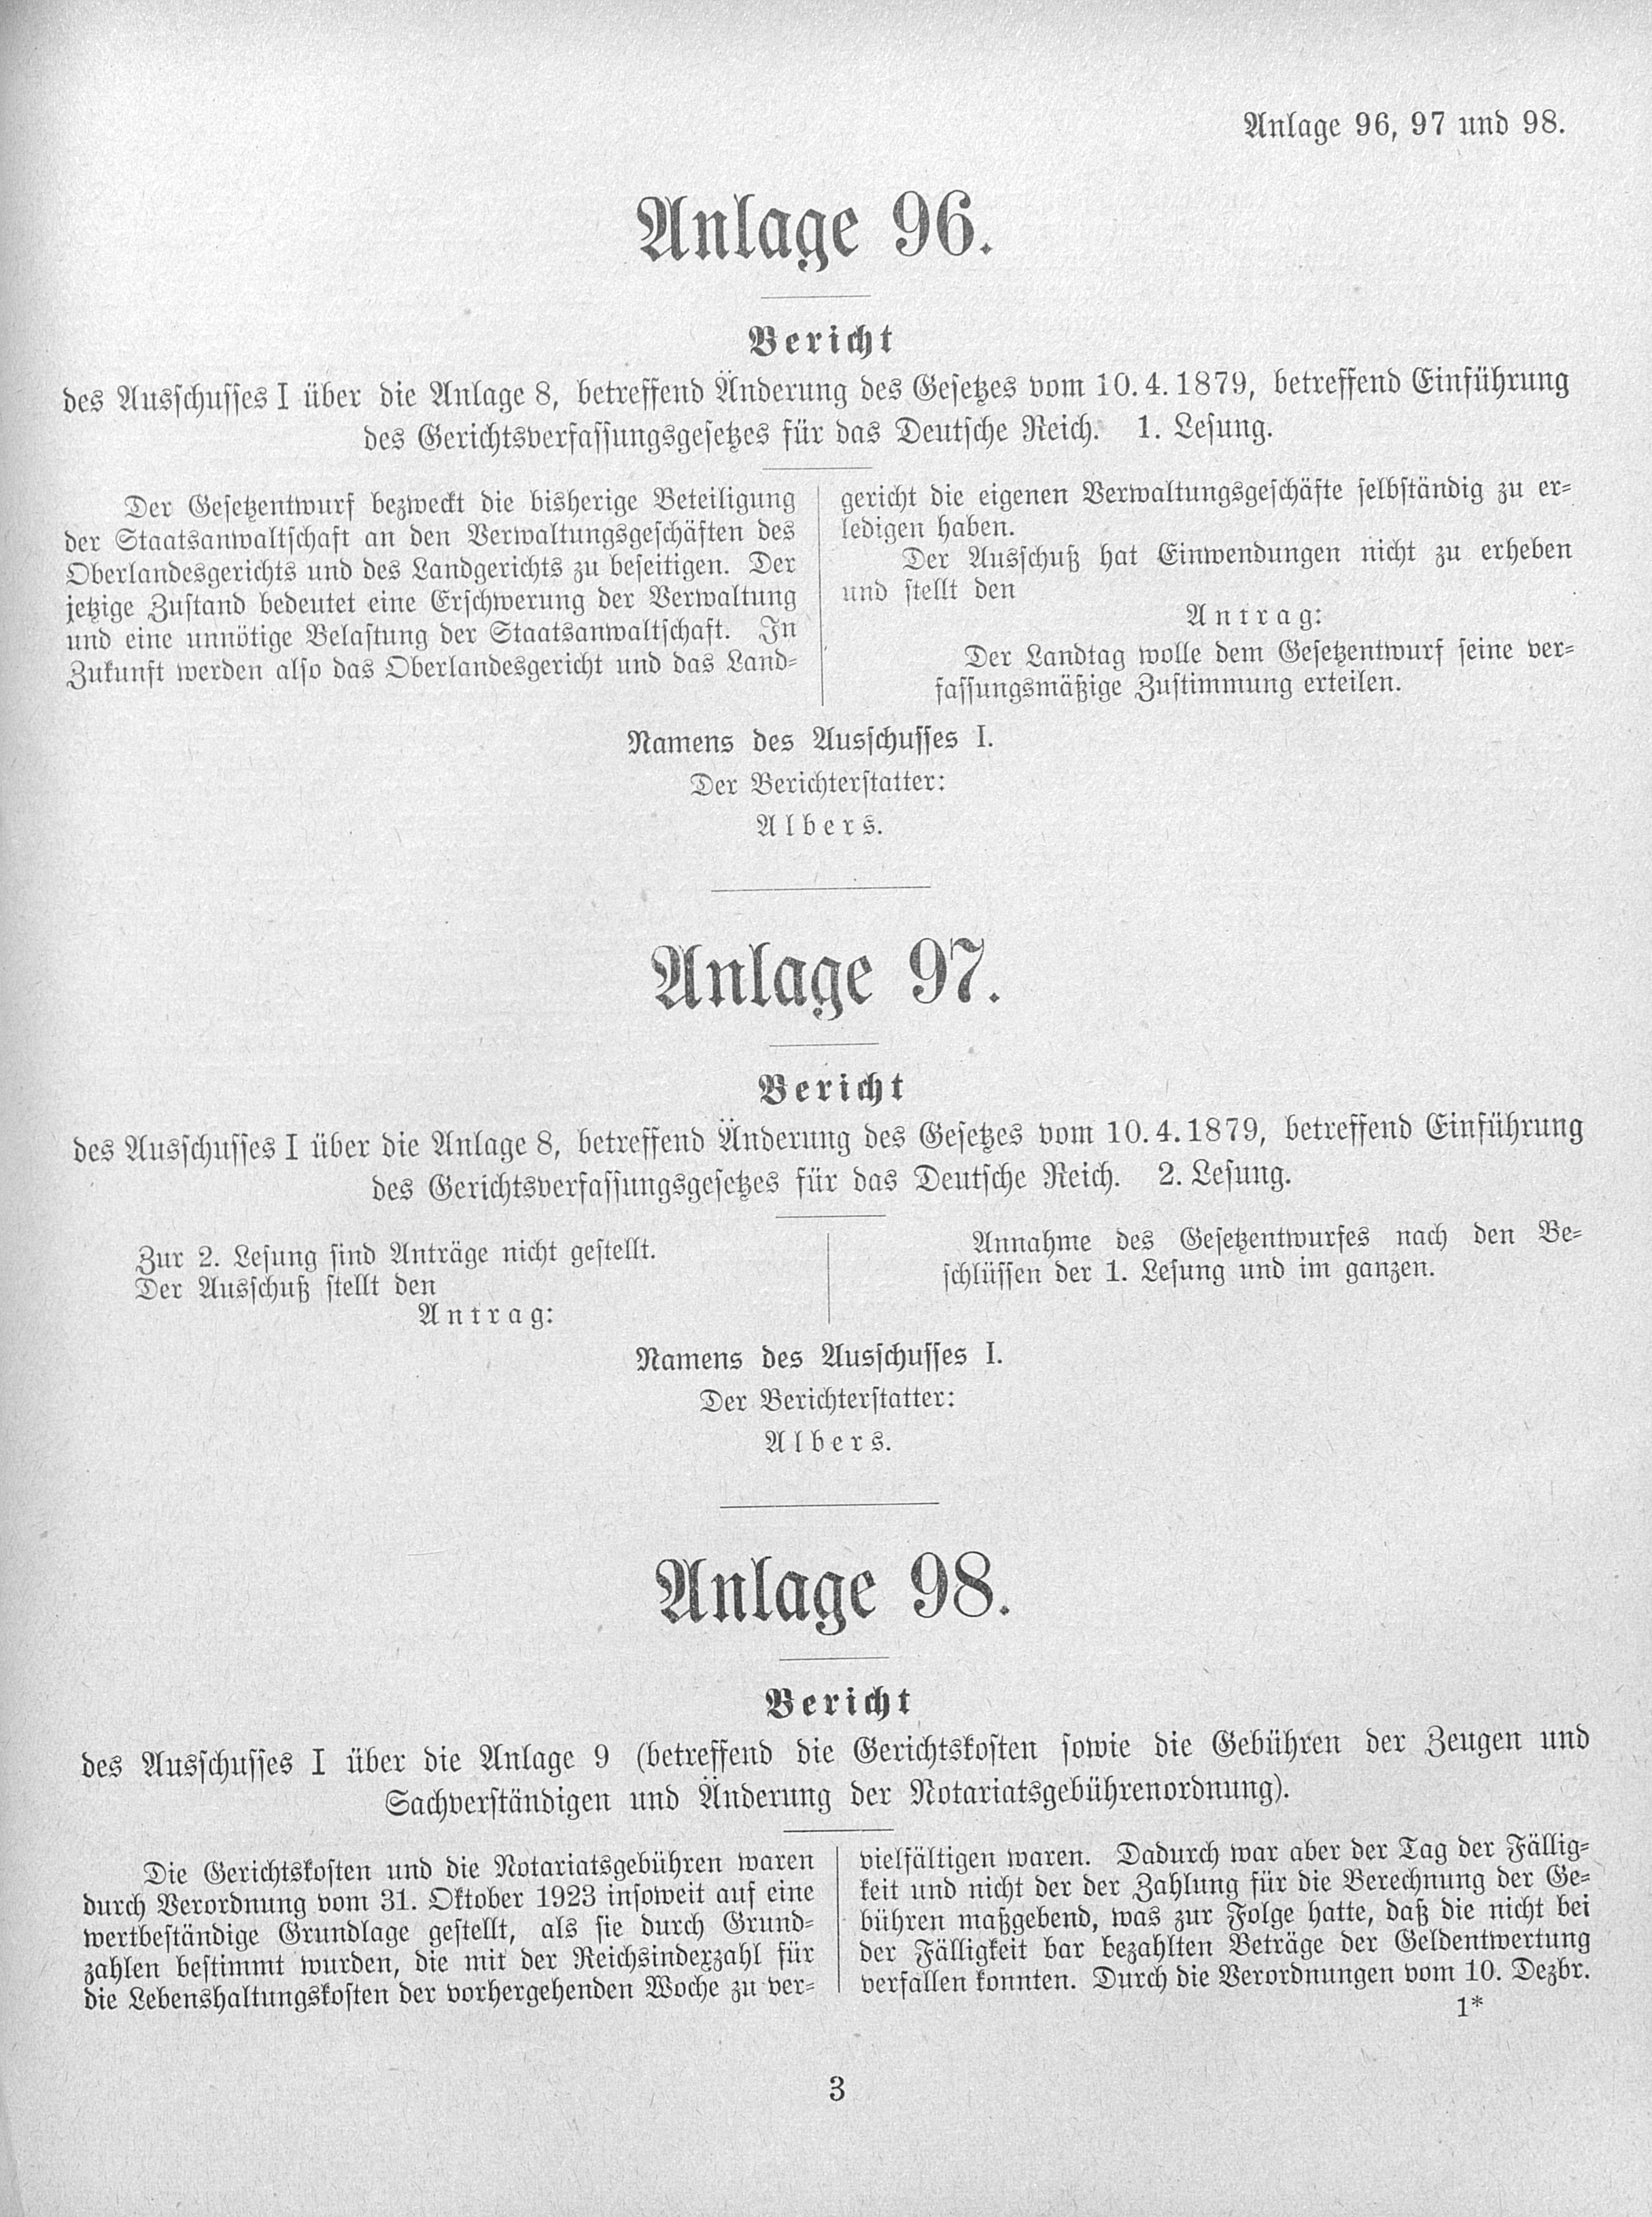 Anlage 96, 97 und 98.
Anlage 96.
Bericht
des Ausschusses I über die Anlage 8, betreffend Änderung des Gesetzes vom 10. 4. 1879, betreffend Einführung
des Gerichtsverfassungsgesetzes für das Deutsche Reich. 1. Lesung.
Der Gesetzentwurf bezweckt die bisherige Beteiligung
der Staatsanwaltschaft an den Verwaltungsgeschäften des
Oberlandesgerichts und des Landgerichts zu beseitigen. Der
jetzige Zustand bedeutet eine Erschwerung der Verwaltung
und eine unnötige Belastung der Staatsanwaltschaft. In
Zukunft werden also das Oberlandesgericht und das Land-
gericht die eigenen Verwaltungsgeschäfte selbständig zu er-
ledigen haben.
Der Ausschuß hat Einwendungen nicht zu erheben
und stellt den
Antrag:
Der Landtag wolle dem Gesetzentwurf seine ver-
fassungsmäßige Zustimmung erteilen.
Namens des Ausschusses I.
Der Berichterstatter:
Albers.
Anlage 97.
Bericht
des Ausschusses I über die Anlage 8, betreffend Änderung des Gesetzes vom 10. 4. 1879, betreffend Einführung
des Gerichtsverfassungsgesetzes für das Deutsche Reich. 2. Lesung.
Zur 2. Lesung sind Anträge nicht gestellt.
Der Ausschuß stellt den
Antrag:
Annahme des Gesetzentwurfes nach den Be-
schlüssen der 1. Lesung und im ganzen.
Namens des Ausschusses I.
Der Berichterstatter:
Albers.
Anlage 98.
Bericht
des Ausschusses I über die Anlage 9 (betreffend die Gerichtskosten sowie die Gebühren der Zeugen und
Sachverständigen und Änderung der Notariatsgebührenordnung).
Die Gerichtskosten und die Notariatsgebühren waren
durch Verordnung vom 31. Oktober 1923 insoweit auf eine
wertbeständige Grundlage gestellt, als sie durch Grund-
zahlen bestimmt wurden, die mit der Reichsindexzahl für
die Lebenshaltungskosten der vorhergehenden Woche zu ver-
vielfältigen waren. Dadurch war aber der Tag der Fällig-
keit und nicht der der Zahlung für die Berechnung der Ge-
bühren maßgebend, was zur Folge hatte, daß die nicht bei
der Fälligkeit bar bezahlten Beträge der Geldentwertung
verfallen konnten. Durch die Verordnungen vom 10. Dezbr.
1*
3